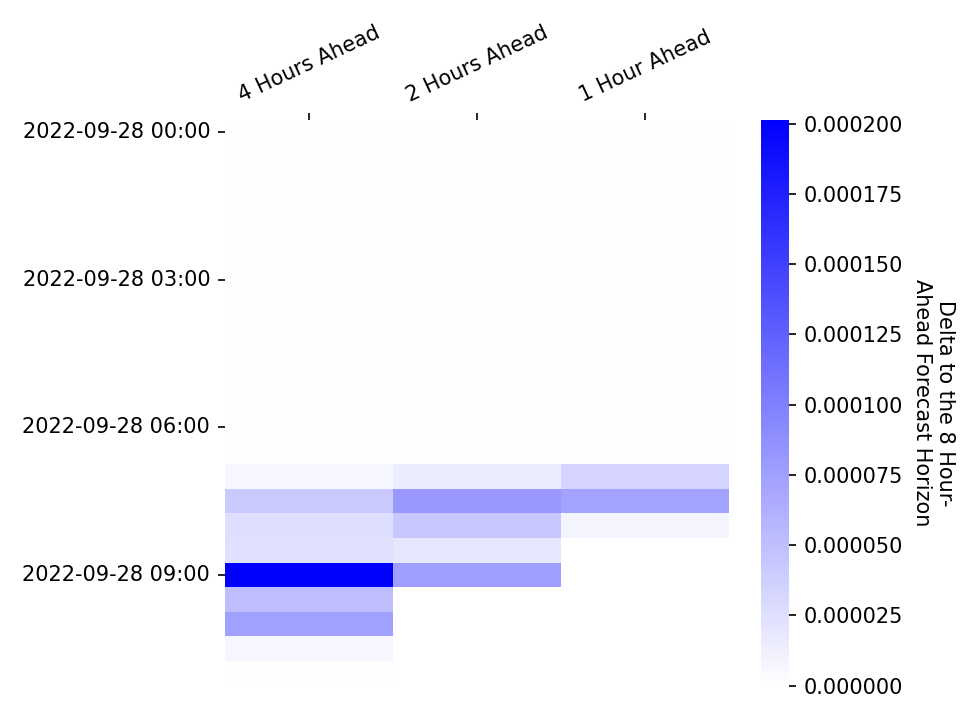 4 Hours Ahead
2 Hours Ahead
1 Hour Ahead
2022-09-28 00:00
2022-09-28 03:00
2022-09-28 06:00
2022-09-28 09:00
0.000200
0.000175
0.000150
0.000125
0.000100
0.000075
0.000050
0.000025
0.000000
Delta to the 8 Hour-
Ahead Forecast Horizon